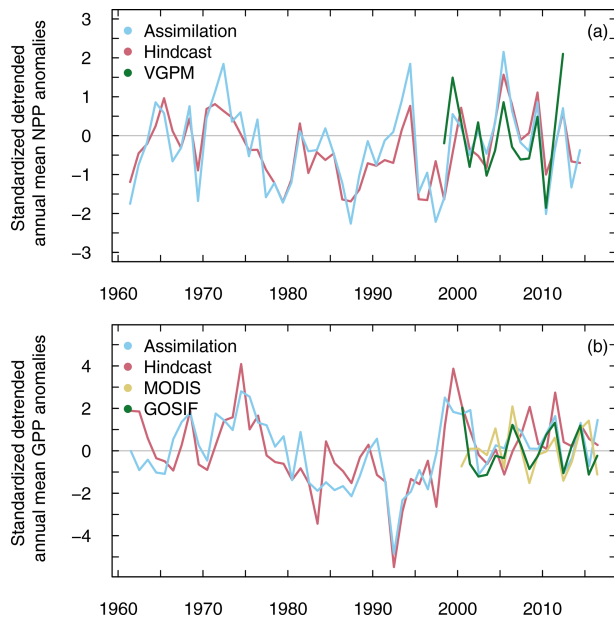 Standardized detrended
annual mean NPP anomalies
3
2
1
0
−1
−2
−3
Assimilation
Hindcast
VGPM
(a)
1960 1970 1980 1990 2000 2010
Standardized detrended
annual mean GPP anomalies
4
2
0
−2
−4
Assimilation
Hindcast
MODIS
GOSIF
(b)
1960 1970 1980 1990 2000 2010